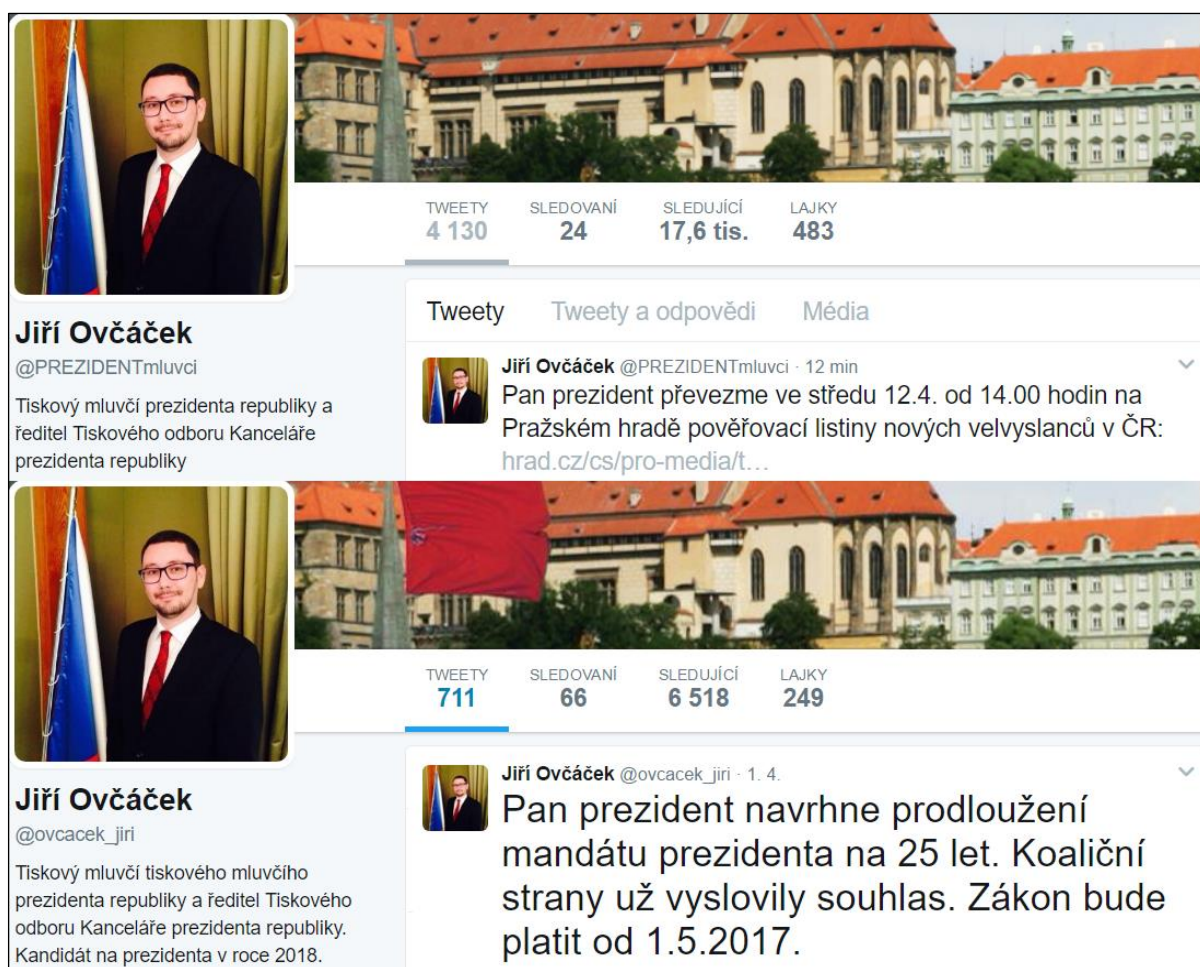 TWEETY SLEDOVANÍ SLEDUJÍCÍ LAJKY
4 130 24 17,6 tis. 483
Jiří Ovčáček
@PREZIDENTmluvci
Tiskový mluvčí prezidenta republiky a
ředitel Tiskového odboru Kanceláře
prezidenta republiky
Tweety Tweety a odpovědi Média
Jiří Ovčáček @PREZIDENTmluvci · 12 min
Pan prezident převezme ve středu 12.4. od 14.00 hodin na
Pražském hradě pověřovací listiny nových velvyslanců v ČR:
hrad.cz/cs/pro-media/t…
TWEETY SLEDOVANÍ SLEDUJÍCÍ LAJKY
711 66 6 518 249
Jiří Ovčáček
@ovcacek_jiri
Tiskový mluvčí tiskového mluvčího
prezidenta republiky a ředitel Tiskového
odboru Kanceláře prezidenta republiky.
Kandidát na prezidenta v roce 2018.
Jiří Ovčáček @ovcacek_jiri · 1. 4.
Pan prezident navrhne prodloužení
mandátu prezidenta na 25 let. Koaliční
strany už vyslovily souhlas. Zákon bude
platit od 1.5.2017.